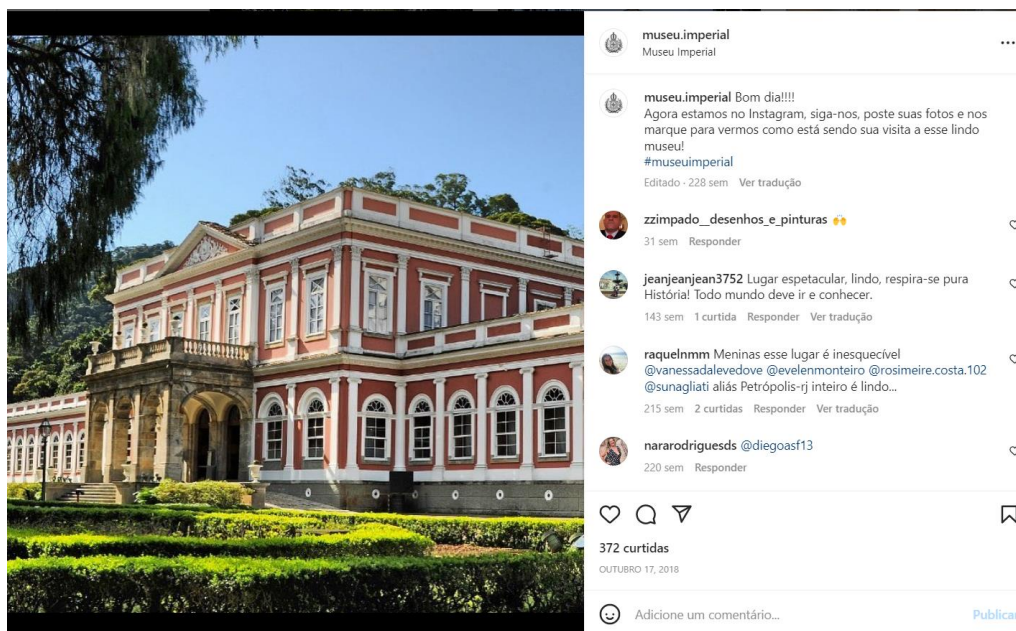 museu.imperial
Museu Imperial
museu.imperial Bom dia!!!!
Agora estamos no Instagram, siga-nos, poste suas fotos e nos
marque para vermos como está sendo sua visita a esse lindo
museu!
#museuimperial
Editado · 228 sem Ver tradução
zzimpado__desenhos_e_pinturas 🙌
31 sem Responder
jeanjeanjean3752 Lugar espetacular, lindo, respira-se pura
História! Todo mundo deve ir e conhecer.
143 sem 1 curtida Responder Ver tradução
raquelnmm Meninas esse lugar é inesquecível
@vanessadalevedove @evelenmonteiro @rosimeire.costa.102
@sunagliati aliás Petrópolis-rj inteiro é lindo...
215 sem 2 curtidas Responder Ver tradução
nararodriguesds @diegoasf13
220 sem Responder
372 curtidas
OUTUBRO 17, 2018
Adicione um comentário... Publicar